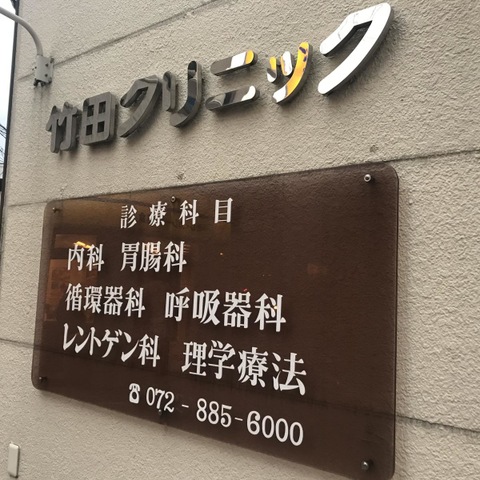 竹田クリニック
診療科目
内科 胃腸科
循環器科 呼吸器科
レントゲン科 理学療法
☎072-885-6000